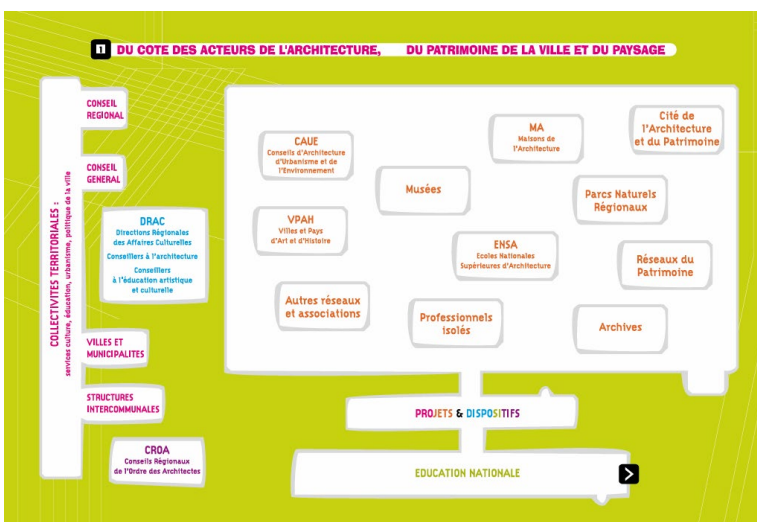 1 DU COTE DES ACTEURS DE L'ARCHITECTURE, DU PATRIMOINE DE LA VILLE ET DU PAYSAGE
COLLECTIVITES TERRITORIALES :
services culture, éducation, urbanisme, politique de la ville
CONSEIL
REGIONAL
CONSEIL
GENERAL
DRAC
Directions Régionales
des Affaires Culturelles
Conseillers à l'architecture
Conseillers
à l'éducation artistique
et culturelle
VILLES ET
MUNICIPALITES
STRUCTURES
INTERCOMMUNALES
CROA
Conseils Régionaux
de l'Ordre des Architectes
CAUE
Conseils d'Architecture
d'Urbanisme et de
l'Environnement
MA
Maisons de
l'Architecture
Cité de
l'Architecture
et du Patrimoine
Musées
Parcs Naturels
Régionaux
VPAH
Villes et Pays
d'Art et d'Histoire
ENSA
Ecoles Nationales
Supérieures d'Architecture
Réseaux du
Patrimoine
Autres réseaux
et associations
Professionnels
isolés
Archives
PROJETS & DISPOSITIFS
EDUCATION NATIONALE